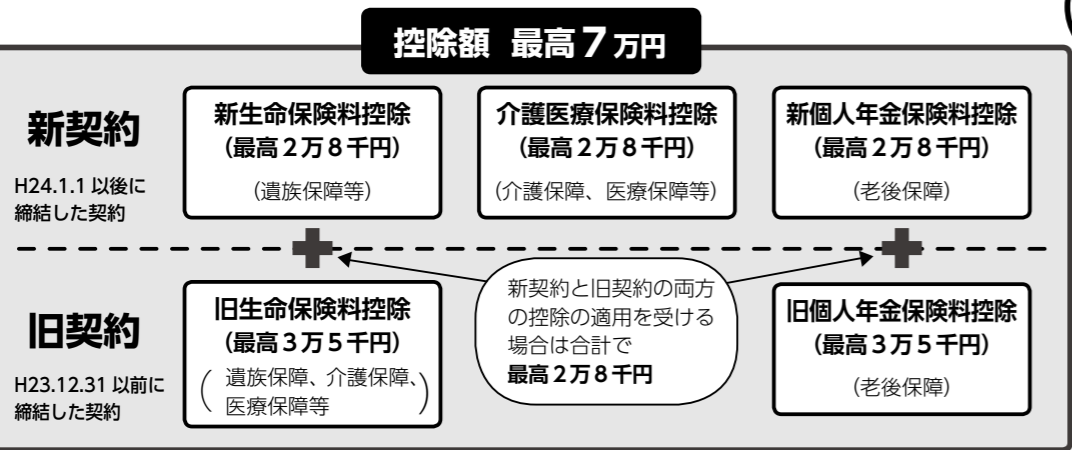 控除額 最高7万円
新契約
H24.1.1 以後に
締結した契約
新生命保険料控除
(最高2万8千円)
(遺族保障等)
介護医療保険料控除
(最高2万8千円)
(介護保障、医療保障等)
新個人年金保険料控除
(最高2万8千円)
(老後保障)
新契約と旧契約の両方
の控除の適用を受ける
場合は合計で
最高2万8千円
旧契約
H23.12.31 以前に
締結した契約
旧生命保険料控除
(最高3万5千円)
(遺族保障、介護保障、
医療保障等)
旧個人年金保険料控除
(最高3万5千円)
(老後保障)